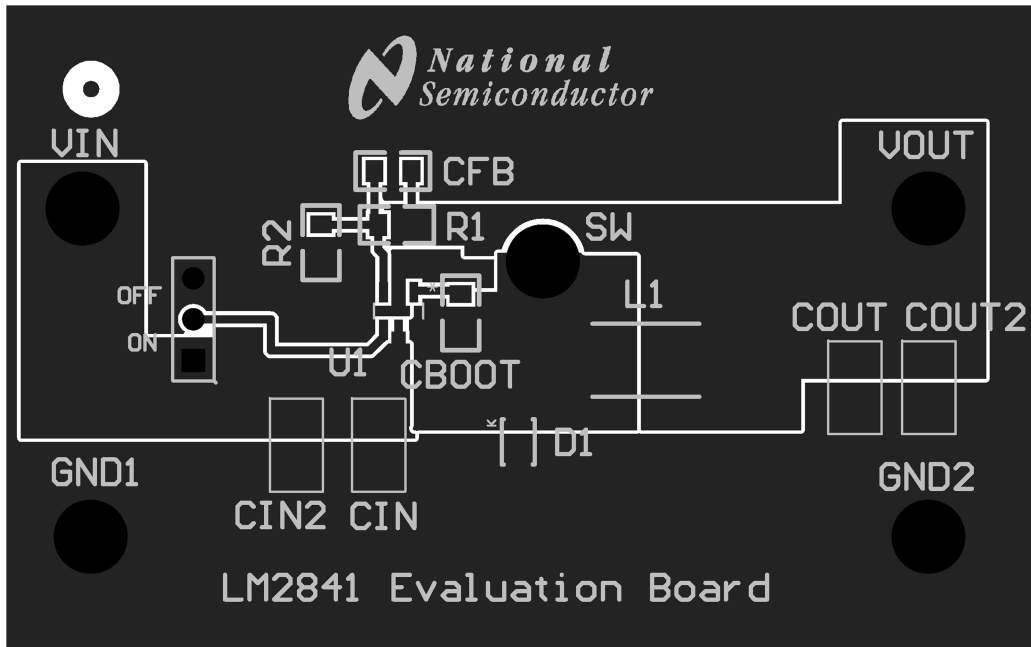 National
Semiconductor
VIN
VOUT
CFB
R2
R1
SW
OFF
ON
L1
U1
CBOOT
COUT
COUT2
K
D1
GND1
GND2
CIN2
CIN
LM2841 Evaluation Board